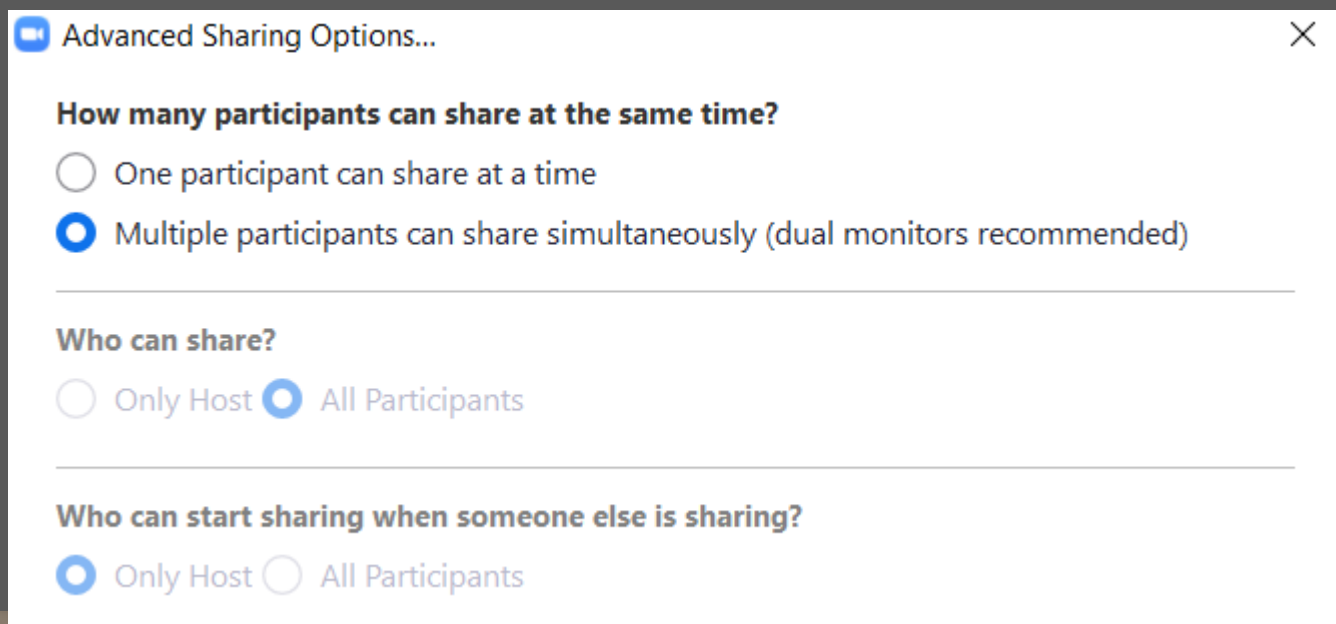 Advanced Sharing Options...
How many participants can share at the same time?
One participant can share at a time
Multiple participants can share simultaneously (dual monitors recommended)
Who can share?
Only Host All Participants
Who can start sharing when someone else is sharing?
Only Host All Participants